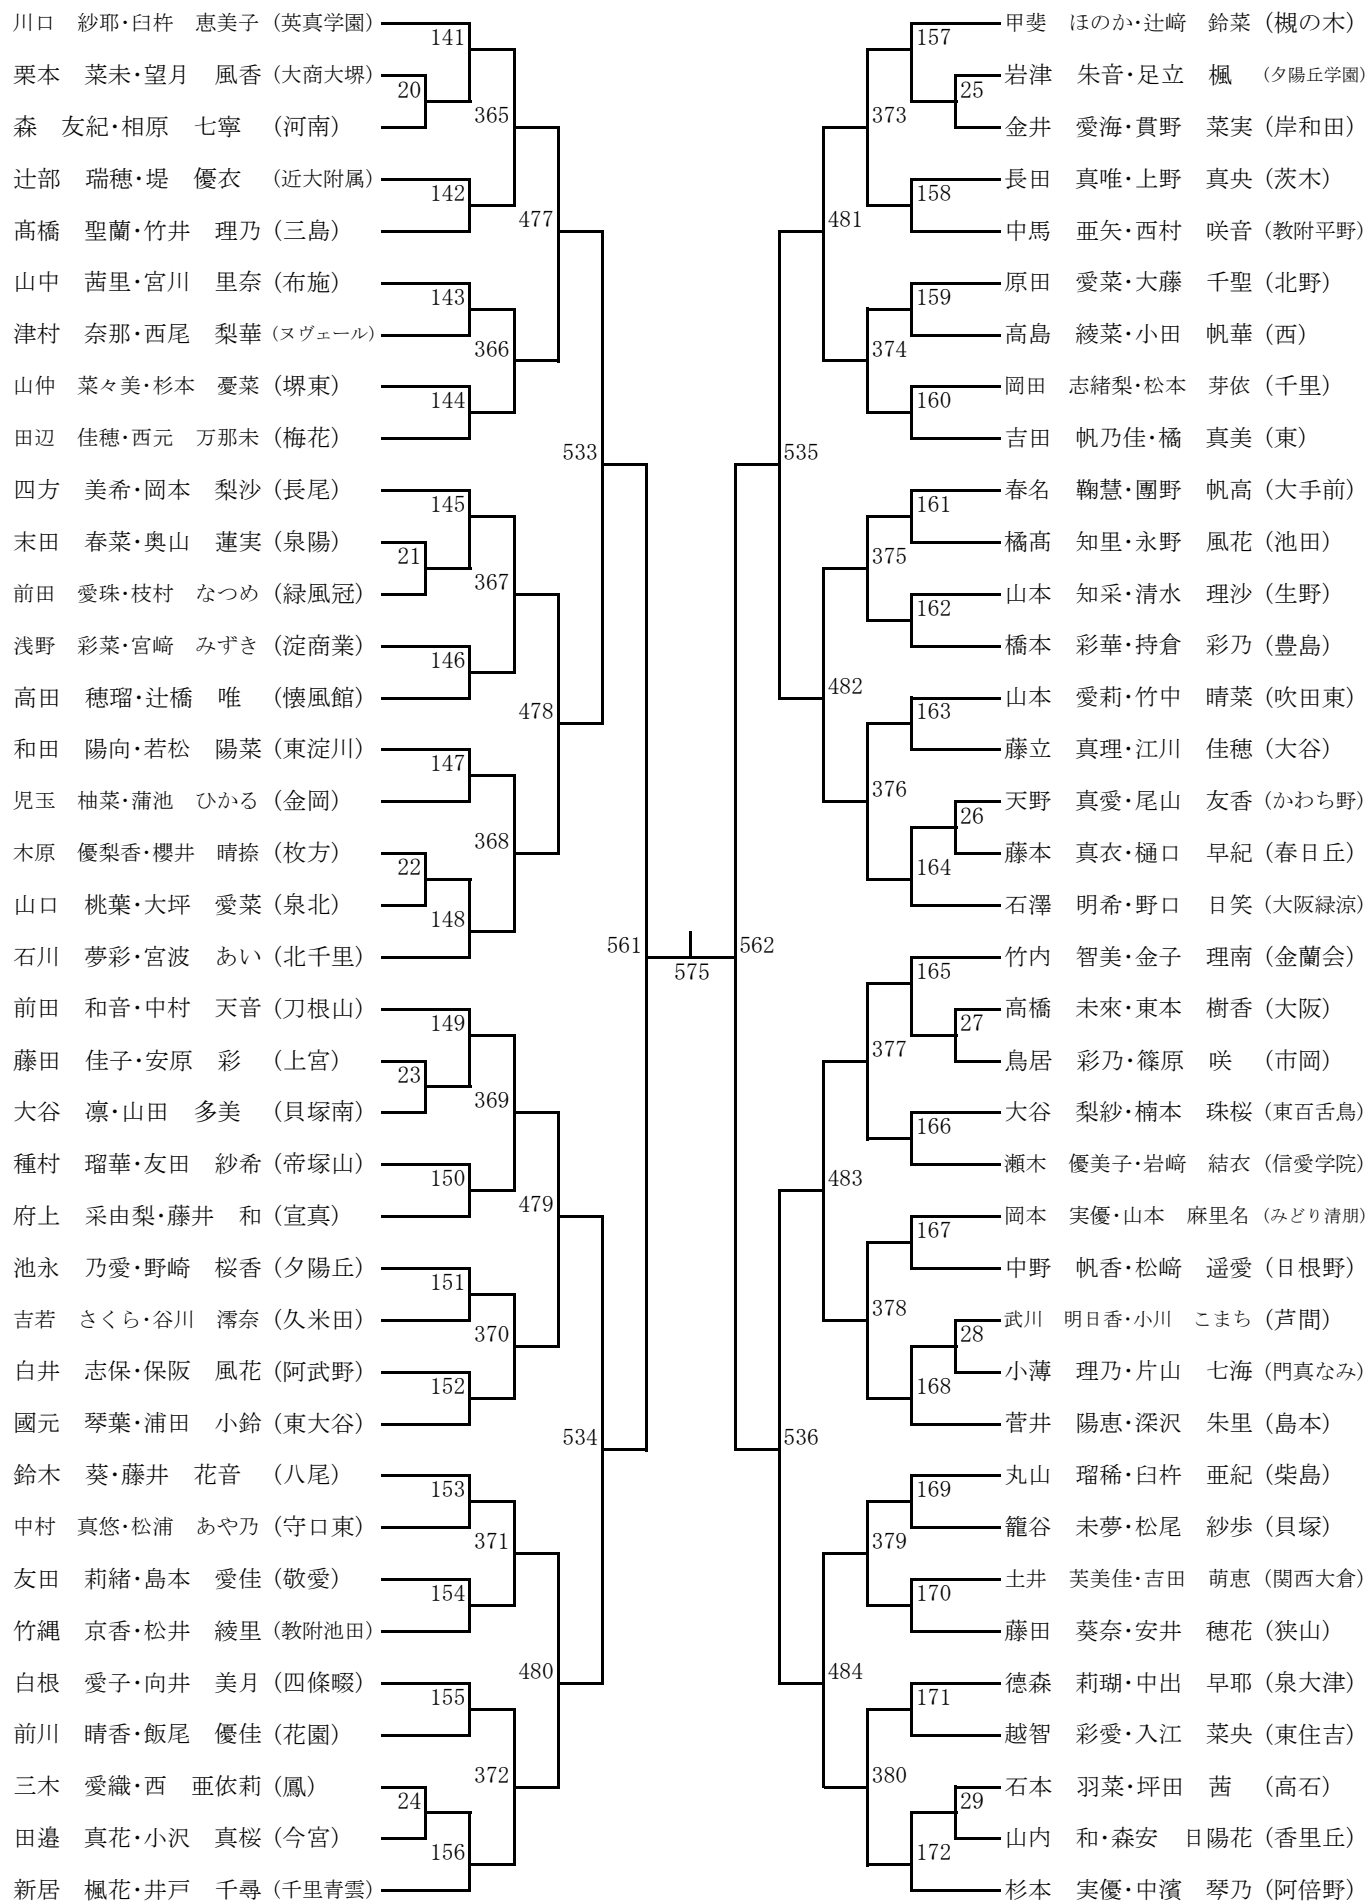 川口 紗耶・臼杵 恵美子 (英真学園)
141
栗本 菜未・望月 風香 (大商大堺)
20
365
森 友紀・相原 七寧 (河南)
辻部 瑞穂・堤 優衣 (近大附属)
142
477
髙橋 聖蘭・竹井 理乃 (三島)
山中 茜里・宮川 里奈 (布施)
143
津村 奈那・西尾 梨華 (ヌヴェール)
366
山仲 菜々美・杉本 憂菜 (堺東)
144
田辺 佳穂・西元 万那未 (梅花)
533
四方 美希・岡本 梨沙 (長尾)
145
末田 春菜・奥山 蓮実 (泉陽)
21
367
前田 愛珠・枝村 なつめ (緑風冠)
浅野 彩菜・宮﨑 みずき (淀商業)
146
高田 穂瑠・辻橋 唯 (懐風館)
478
和田 陽向・若松 陽菜 (東淀川)
147
児玉 柚菜・蒲池 ひかる (金岡)
368
木原 優梨香・櫻井 晴捺 (枚方)
22
山口 桃葉・大坪 愛菜 (泉北)
148
石川 夢彩・宮波 あい (北千里)
561
575
562
前田 和音・中村 天音 (刀根山)
149
藤田 佳子・安原 彩 (上宮)
23
369
大谷 凛・山田 多美 (貝塚南)
種村 瑠華・友田 紗希 (帝塚山)
150
479
府上 采由梨・藤井 和 (宣真)
池永 乃愛・野崎 桜香 (夕陽丘)
151
吉若 さくら・谷川 澪奈 (久米田)
370
白井 志保・保阪 風花 (阿武野)
152
國元 琴葉・浦田 小鈴 (東大谷)
534
鈴木 葵・藤井 花音 (八尾)
153
中村 真悠・松浦 あや乃 (守口東)
371
友田 莉緒・島本 愛佳 (敬愛)
154
竹縄 京香・松井 綾里 (教附池田)
480
白根 愛子・向井 美月 (四條畷)
155
前川 晴香・飯尾 優佳 (花園)
372
三木 愛織・西 亜依莉 (鳳)
24
田邉 真花・小沢 真桜 (今宮)
156
新居 楓花・井戸 千尋 (千里青雲)
甲斐 ほのか・辻﨑 鈴菜 (槻の木)
157
岩津 朱音・足立 楓 (夕陽丘学園)
25
373
金井 愛海・貫野 菜実 (岸和田)
長田 真唯・上野 真央 (茨木)
158
481
中馬 亜矢・西村 咲音 (教附平野)
原田 愛菜・大藤 千聖 (北野)
159
高島 綾菜・小田 帆華 (西)
374
岡田 志緒梨・松本 芽依 (千里)
160
吉田 帆乃佳・橘 真美 (東)
535
春名 鞠慧・團野 帆高 (大手前)
161
橘髙 知里・永野 風花 (池田)
375
山本 知采・清水 理沙 (生野)
162
橋本 彩華・持倉 彩乃 (豊島)
482
山本 愛莉・竹中 晴菜 (吹田東)
163
藤立 真理・江川 佳穂 (大谷)
376
天野 真愛・尾山 友香 (かわち野)
26
藤本 真衣・樋口 早紀 (春日丘)
164
石澤 明希・野口 日笑 (大阪緑涼)
竹内 智美・金子 理南 (金蘭会)
165
高橋 未來・東本 樹香 (大阪)
27
377
鳥居 彩乃・篠原 咲 (市岡)
大谷 梨紗・楠本 珠桜 (東百舌鳥)
166
瀬木 優美子・岩﨑 結衣 (信愛学院)
483
岡本 実優・山本 麻里名 (みどり清朋)
167
中野 帆香・松﨑 遥愛 (日根野)
378
武川 明日香・小川 こまち (芦間)
28
小薄 理乃・片山 七海 (門真なみ)
168
菅井 陽恵・深沢 朱里 (島本)
536
丸山 瑠稀・臼杵 亜紀 (柴島)
169
籠谷 未夢・松尾 紗歩 (貝塚)
379
土井 芙美佳・吉田 萌恵 (関西大倉)
170
藤田 葵奈・安井 穂花 (狭山)
484
德森 莉瑚・中出 早耶 (泉大津)
171
越智 彩愛・入江 菜央 (東住吉)
380
石本 羽菜・坪田 茜 (高石)
29
山内 和・森安 日陽花 (香里丘)
172
杉本 実優・中濱 琴乃 (阿倍野)